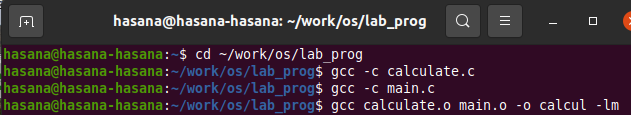 hasana@hasana-hasana: ~/work/os/lab_prog
hasana@hasana-hasana:~$ cd ~/work/os/lab_prog
hasana@hasana-hasana:~/work/os/lab_prog$ gcc -c calculate.c
hasana@hasana-hasana:~/work/os/lab_prog$ gcc -c main.c
hasana@hasana-hasana:~/work/os/lab_prog$ gcc calculate.o main.o -o calcul -lm